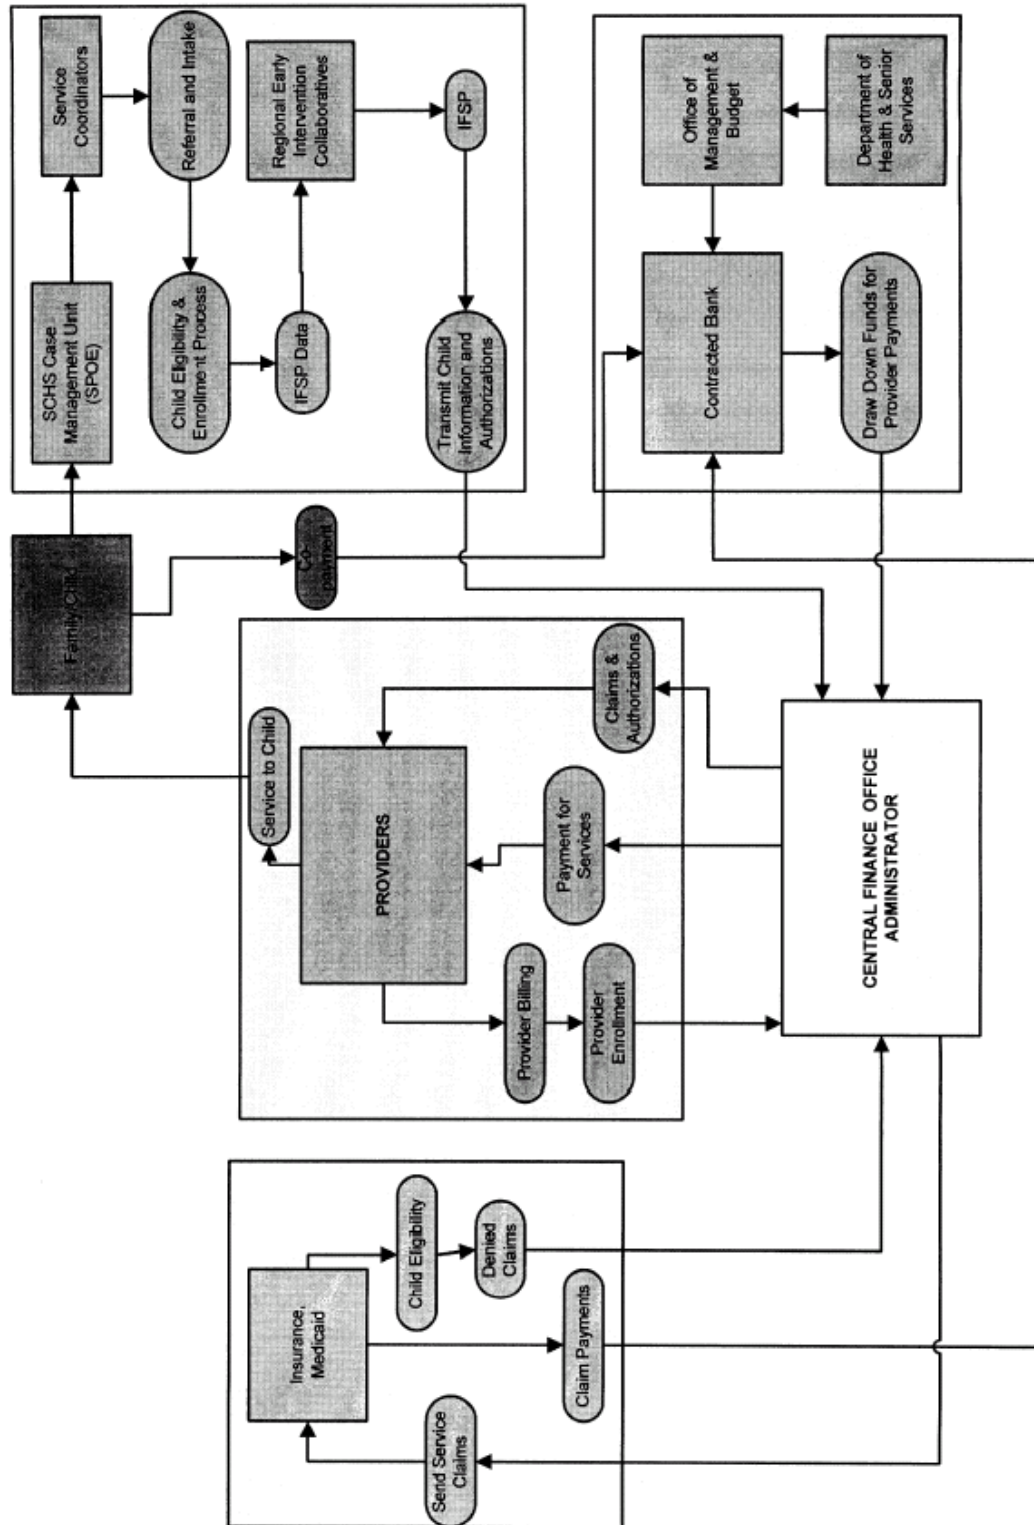 Family/Child
SCHS Case
Management Unit
(SPOE)
Service
Coordinators
Referral and Intake
Child Eligibility &
Enrollment Process
IFSP Data
Regional Early
Intervention
Collaboratives
IFSP
Transmit Child
Information and
Authorizations
Co-
payment
Office of
Management &
Budget
Department of
Health & Senior
Services
Contracted Bank
Draw Down Funds for
Provider Payments
Service to Child
PROVIDERS
Claims &
Authorizations
Payment for
Services
Provider Billing
Provider
Enrollment
CENTRAL FINANCE OFFICE
ADMINISTRATOR
Insurance,
Medicaid
Child Eligibility
Denied
Claims
Claim Payments
Send Service
Claims